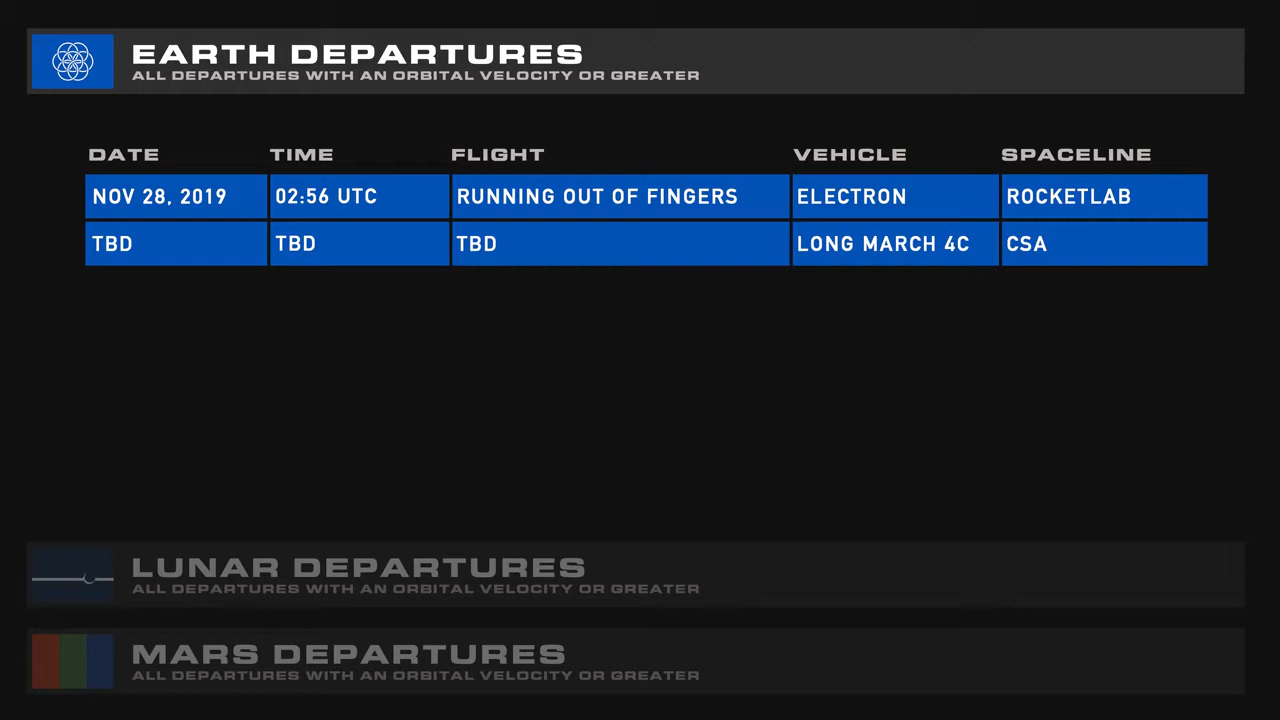 EARTH DEPARTURES
ALL DEPARTURES WITH AN ORBITAL VELOCITY OR GREATER
DATE TIME FLIGHT VEHICLE SPACELINE
NOV 28, 2019 02:56 UTC RUNNING OUT OF FINGERS ELECTRON ROCKETLAB
TBD TBD TBD LONG MARCH 4C CSA
LUNAR DEPARTURES
ALL DEPARTURES WITH AN ORBITAL VELOCITY OR GREATER
MARS DEPARTURES
ALL DEPARTURES WITH AN ORBITAL VELOCITY OR GREATER